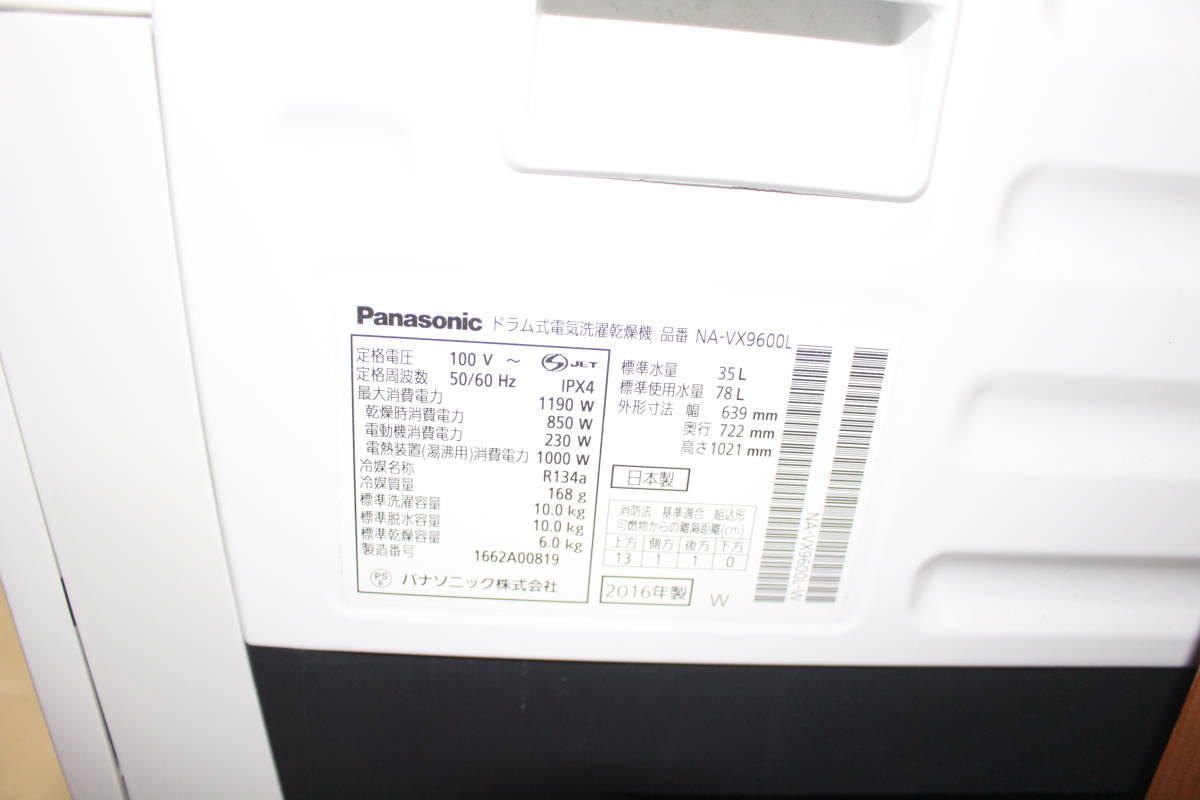 Panasonic ドラム式電気洗濯乾燥機 品番 NA-VX9600L
定格電圧 100 V ～ JET
定格周波数 50/60 Hz IPX4
最大消費電力 1190 W
乾燥時消費電力 850 W
電動機消費電力 230 W
電熱装置(湯沸用)消費電力 1000 W
冷媒名称 R134a
冷媒質量 168 g
標準洗濯容量 10.0 kg
標準脱水容量 10.0 kg
標準乾燥容量 6.0 kg
製造番号 1662A00819
PS E パナソニック株式会社
標準水量 35 L
標準使用水量 78 L
外形寸法 幅 639 mm
奥行 722 mm
高さ 1021 mm
日本製
消防法 基準適合 組込形
可燃物からの離隔距離(cm)
上方 側方 後方 下方
13 1 1 0
2016年製 W
NA-VX9600L-W